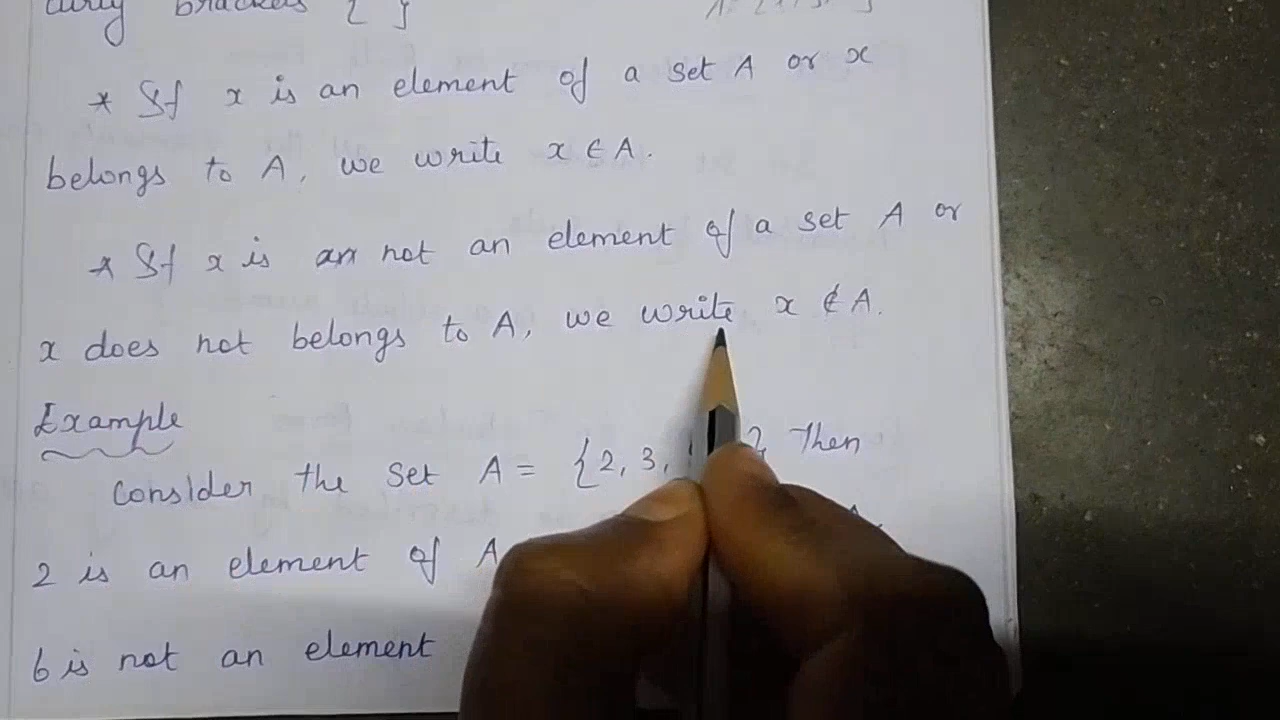 curly brackets { }
* If x is an element of a set A or x
belongs to A, we write x ∈ A.
* If x is an not an element of a set A or
x does not belongs to A, we write x ∉ A.
Example
Consider the set A = {2, 3, } Then
2 is an element of A
6 is not an element